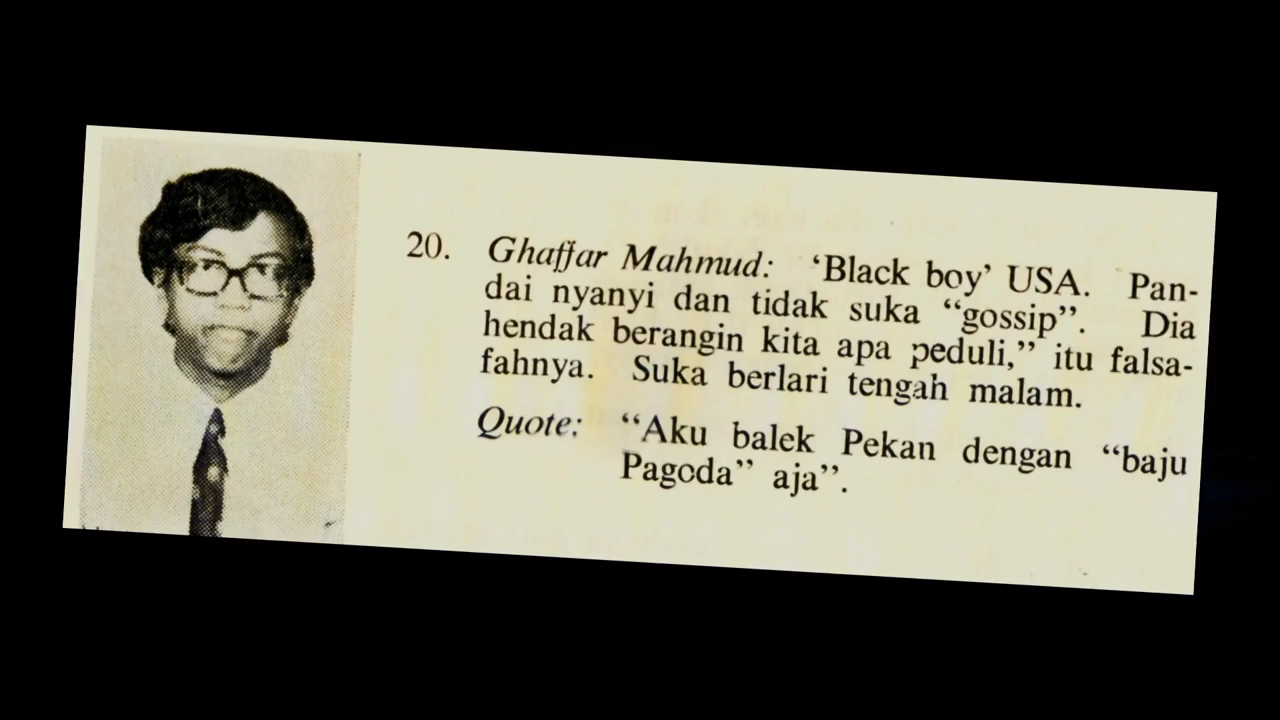 20. Ghaffar Mahmud: ‘Black boy’ USA. Pan-
dai nyanyi dan tidak suka “gossip”. Dia
hendak berangin kita apa peduli,” itu falsa-
fahnya. Suka berlari tengah malam.
Quote: “Aku balek Pekan dengan “baju
Pagoda” aja”.